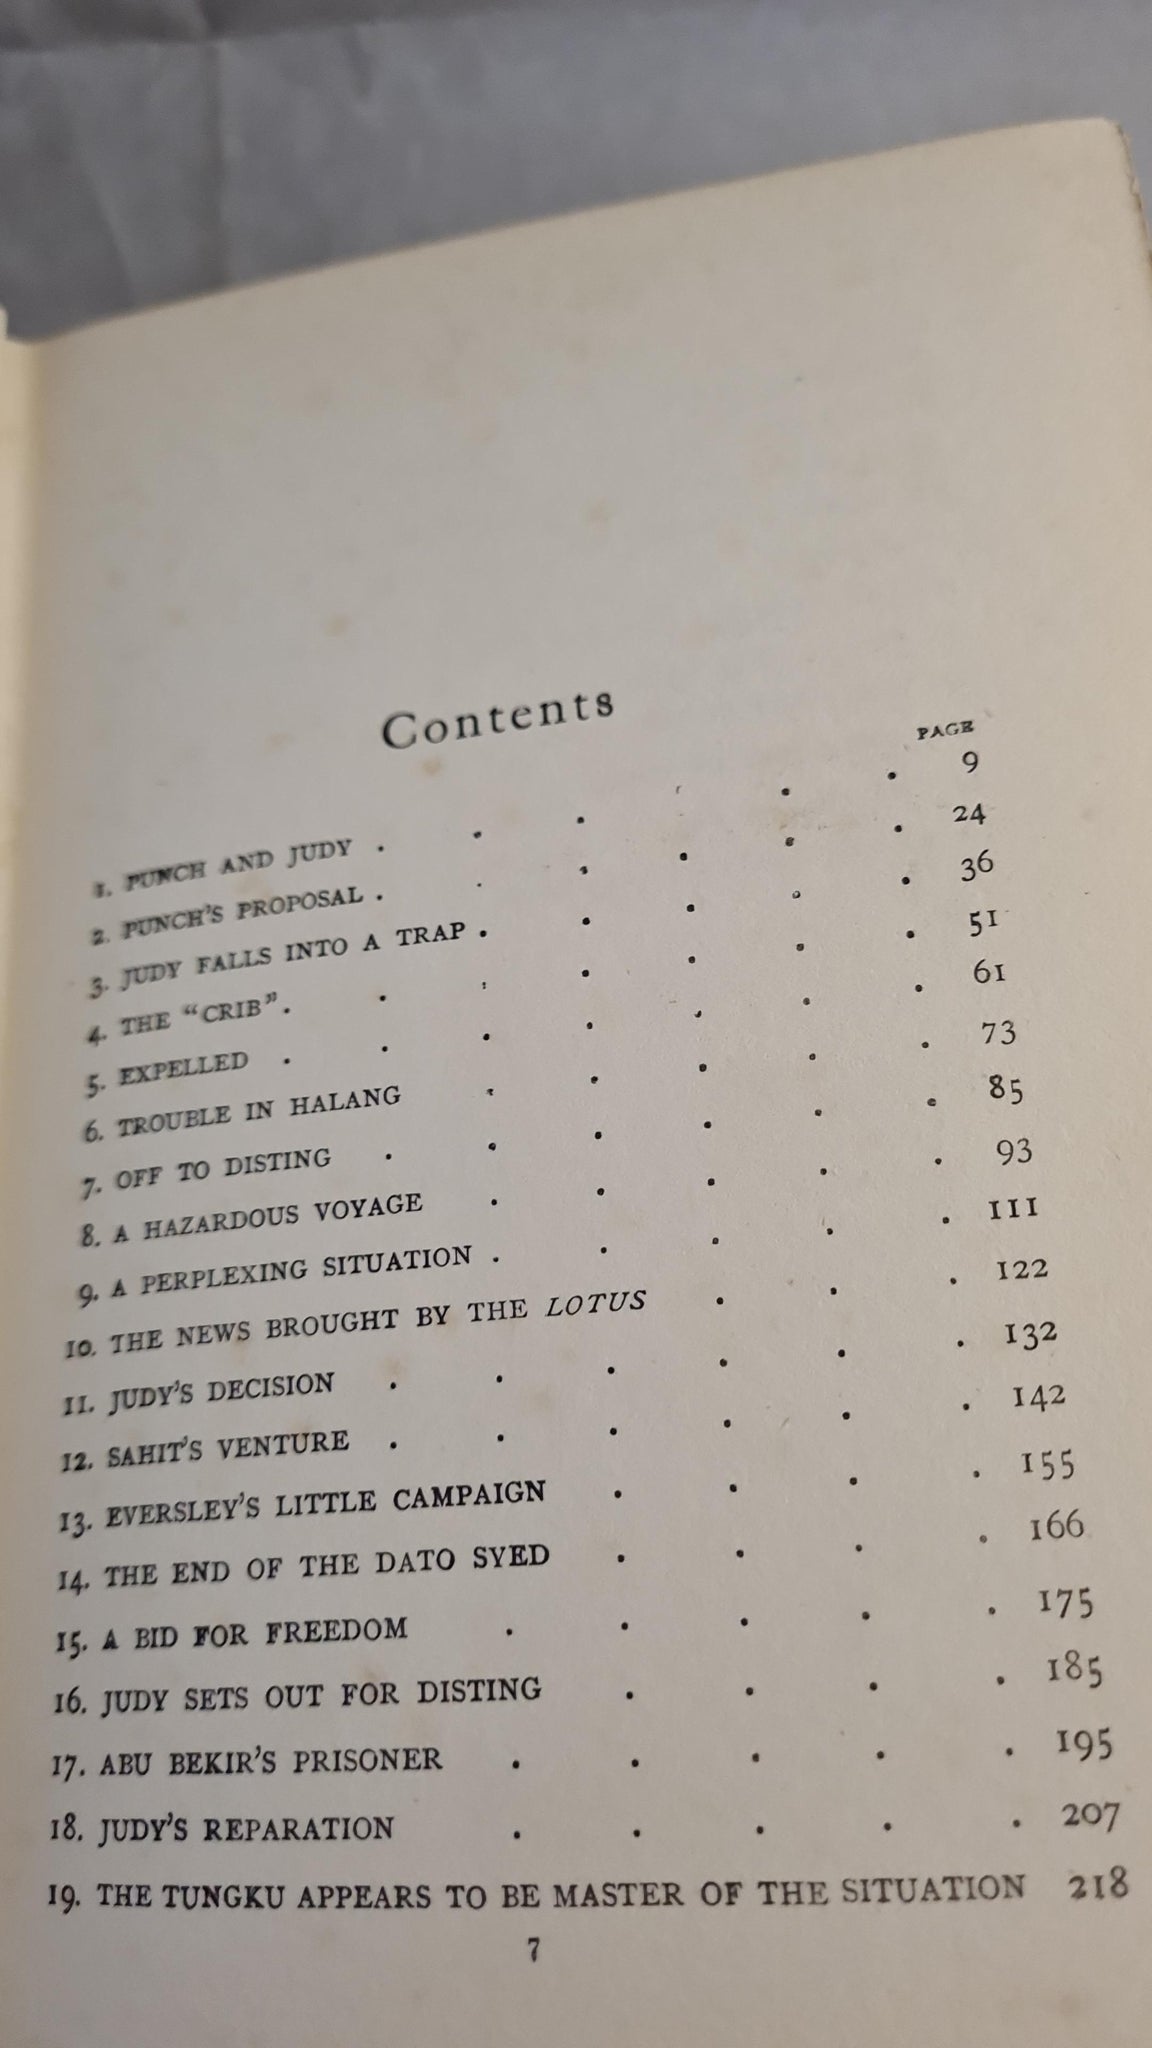 Contents
PAGE
1. PUNCH AND JUDY . . . . . . 9
2. PUNCH'S PROPOSAL . . . . . . 24
3. JUDY FALLS INTO A TRAP . . . . . 36
4. THE "CRIB" . . . . . . . 51
5. EXPELLED . . . . . . . 61
6. TROUBLE IN HALANG . . . . . 73
7. OFF TO DISTING . . . . . . 85
8. A HAZARDOUS VOYAGE . . . . . 93
9. A PERPLEXING SITUATION . . . . . 111
10. THE NEWS BROUGHT BY THE LOTUS . . . 122
11. JUDY'S DECISION . . . . . . 132
12. SAHIT'S VENTURE . . . . . . 142
13. EVERSLEY'S LITTLE CAMPAIGN . . . . 155
14. THE END OF THE DATO SYED . . . . 166
15. A BID FOR FREEDOM . . . . . 175
16. JUDY SETS OUT FOR DISTING . . . . 185
17. ABU BEKIR'S PRISONER . . . . . 195
18. JUDY'S REPARATION . . . . . 207
19. THE TUNGKU APPEARS TO BE MASTER OF THE SITUATION 218
7